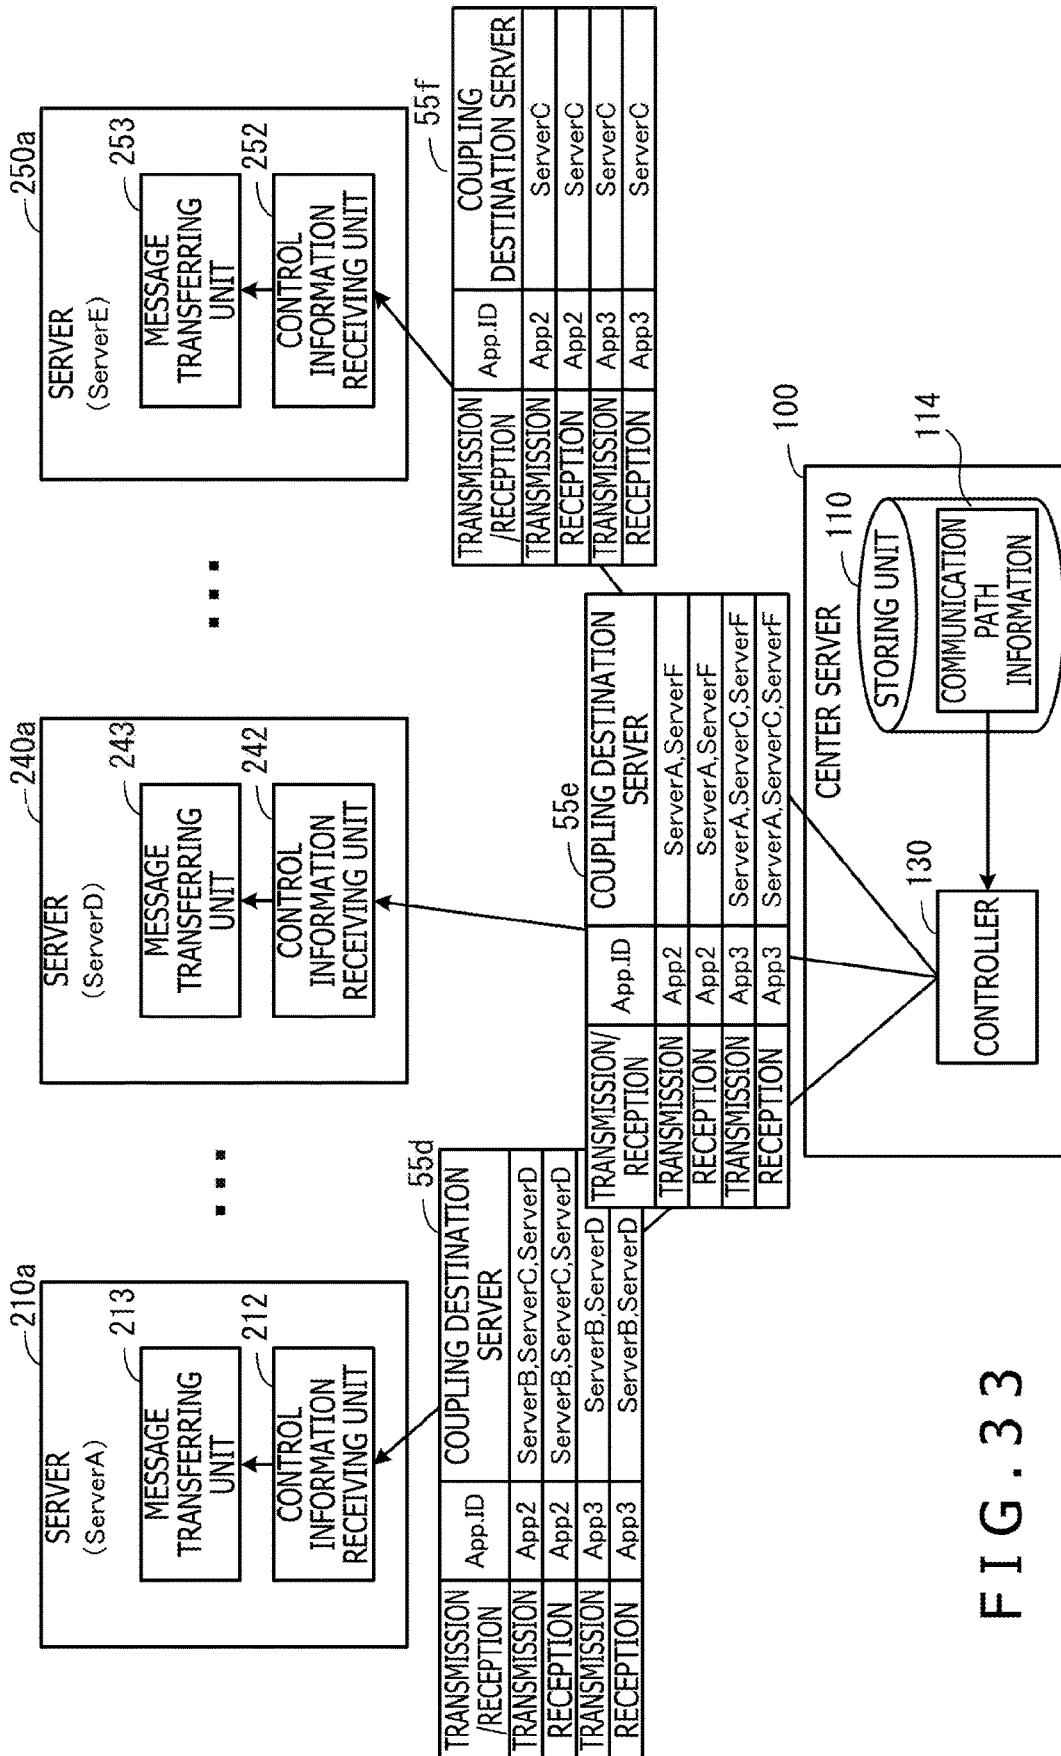 210a
SERVER
(ServerA)
213
MESSAGE
TRANSFERRING
UNIT
212
CONTROL
INFORMATION
RECEIVING UNIT
...
240a
SERVER
(ServerD)
243
MESSAGE
TRANSFERRING
UNIT
242
CONTROL
INFORMATION
RECEIVING UNIT
...
250a
SERVER
(ServerE)
253
MESSAGE
TRANSFERRING
UNIT
252
CONTROL
INFORMATION
RECEIVING UNIT
55d
TRANSMISSION
/RECEPTION
App.ID
COUPLING DESTINATION
SERVER
TRANSMISSION App2 ServerB,ServerC,ServerD
RECEPTION App2 ServerB,ServerC,ServerD
TRANSMISSION App3 ServerB,ServerD
RECEPTION App3 ServerB,ServerD
55e
TRANSMISSION/
RECEPTION
App.ID
COUPLING DESTINATION
SERVER
TRANSMISSION App2 ServerA,ServerF
RECEPTION App2 ServerA,ServerF
TRANSMISSION App3 ServerA,ServerC,ServerF
RECEPTION App3 ServerA,ServerC,ServerF
55f
TRANSMISSION
/RECEPTION
App.ID
COUPLING
DESTINATION SERVER
TRANSMISSION App2 ServerC
RECEPTION App2 ServerC
TRANSMISSION App3 ServerC
RECEPTION App3 ServerC
100
CENTER SERVER
130
CONTROLLER
110
STORING UNIT
114
COMMUNICATION
PATH
INFORMATION
FIG.33